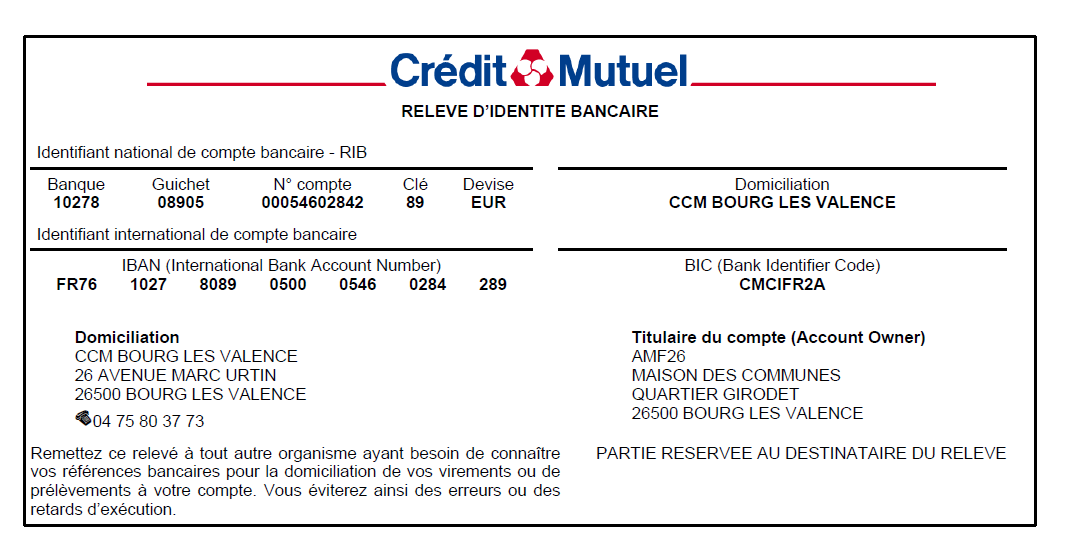 Crédit Mutuel
RELEVE D'IDENTITE BANCAIRE
Identifiant national de compte bancaire - RIB
Banque Guichet N° compte Clé Devise Domiciliation
10278 08905 00054602842 89 EUR CCM BOURG LES VALENCE
Identifiant international de compte bancaire
IBAN (International Bank Account Number) BIC (Bank Identifier Code)
FR76 1027 8089 0500 0546 0284 289 CMCIFR2A
Domiciliation
CCM BOURG LES VALENCE
26 AVENUE MARC URTIN
26500 BOURG LES VALENCE
04 75 80 37 73
Titulaire du compte (Account Owner)
AMF26
MAISON DES COMMUNES
QUARTIER GIRODET
26500 BOURG LES VALENCE
Remettez ce relevé à tout autre organisme ayant besoin de connaître
vos références bancaires pour la domiciliation de vos virements ou de
prélèvements à votre compte. Vous éviterez ainsi des erreurs ou des
retards d'exécution.
PARTIE RESERVEE AU DESTINATAIRE DU RELEVE